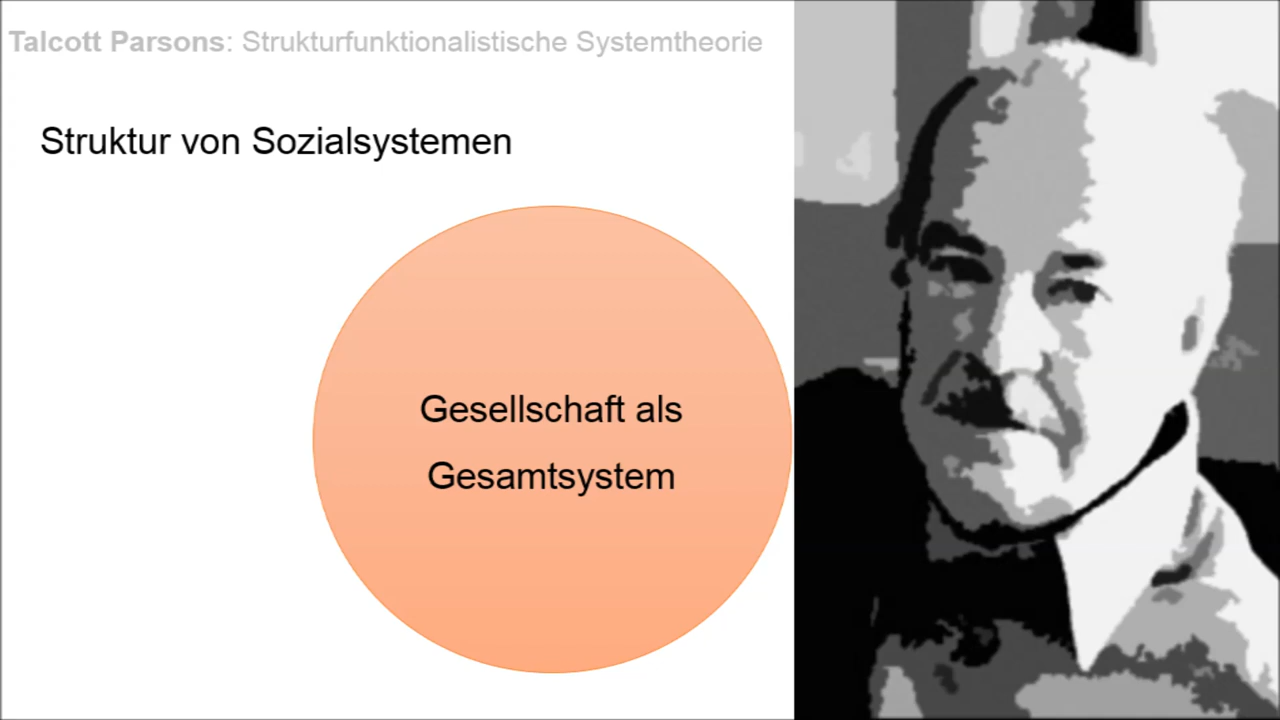 Talcott Parsons: Strukturfunktionalistische Systemtheorie
Struktur von Sozialsystemen
Gesellschaft als
Gesamtsystem